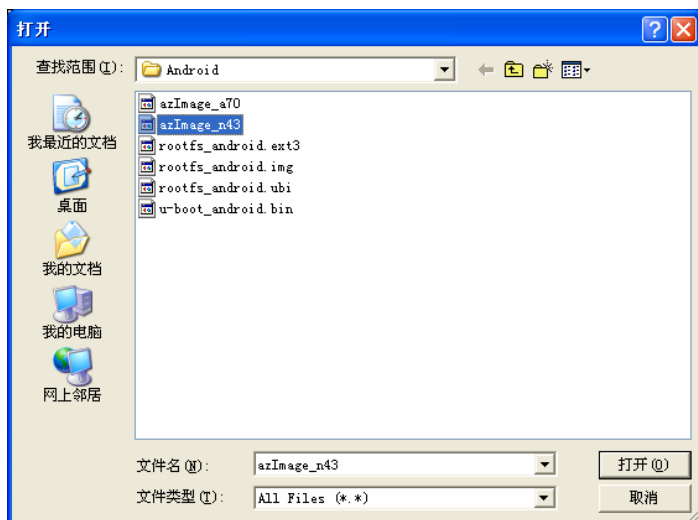 打开
查找范围(I): Android
azImage_a70
azImage_n43
rootfs_android.ext3
rootfs_android.img
rootfs_android.ubi
u-boot_android.bin
我最近的文档
桌面
我的文档
我的电脑
网上邻居
文件名(N): azImage_n43 打开(O)
文件类型(T): All Files (*.*) 取消